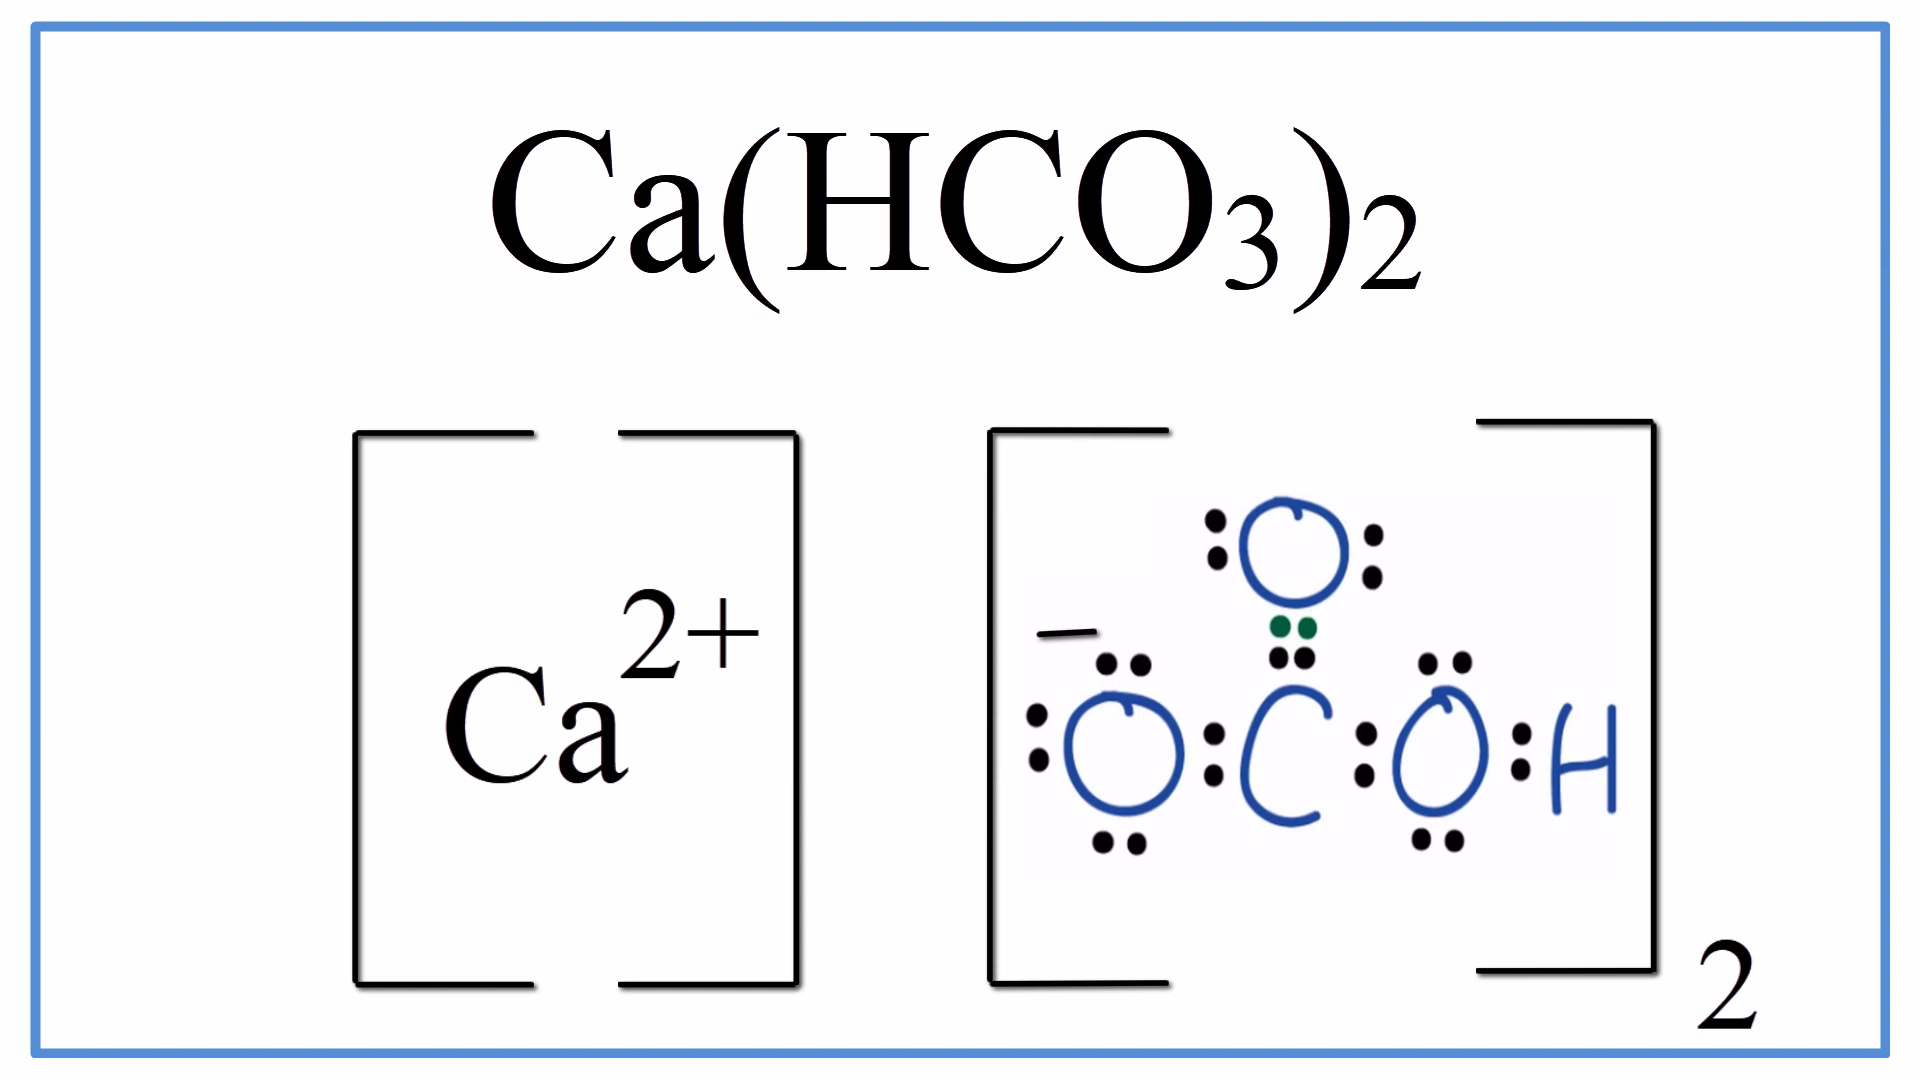 Ca(HCO₃)₂
Ca²⁺
O
−
O : C : O : H
2